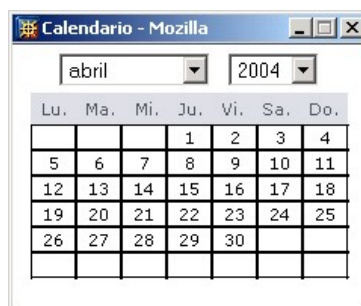 Calendario - Mozilla
abril 2004
Lu. Ma. Mi. Ju. Vi. Sa. Do.
1 2 3 4
5 6 7 8 9 10 11
12 13 14 15 16 17 18
19 20 21 22 23 24 25
26 27 28 29 30